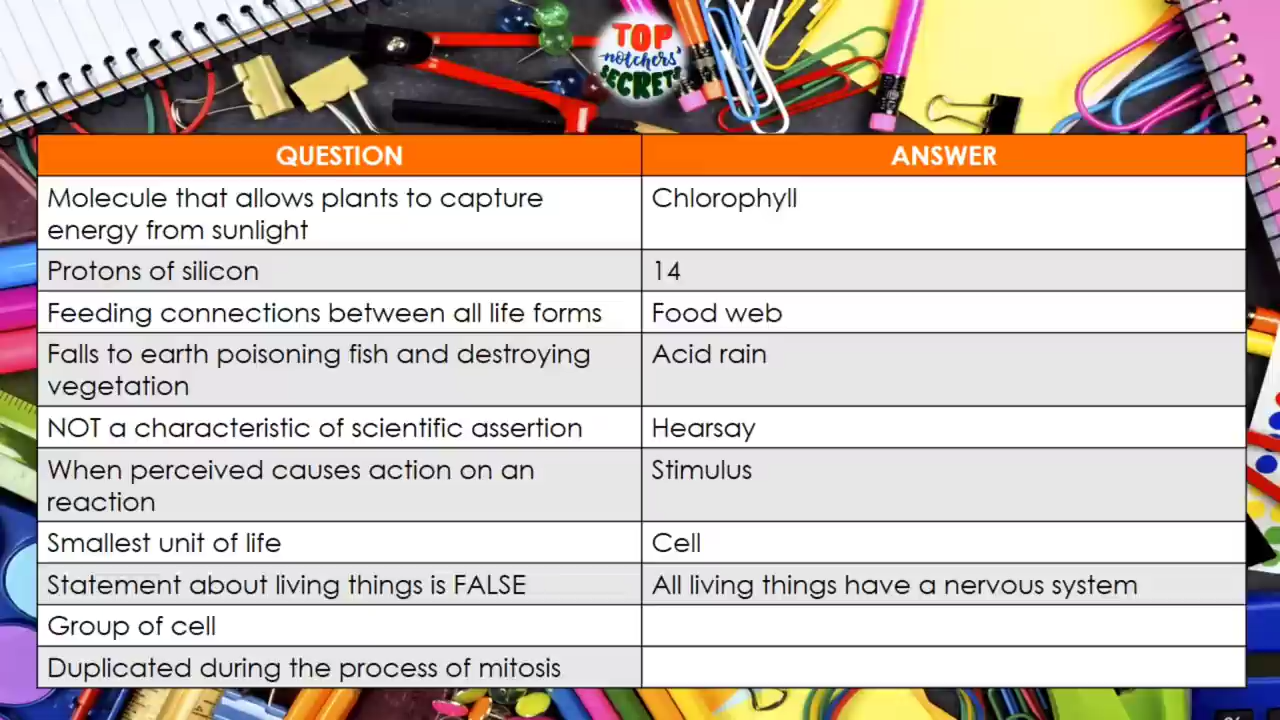 TOP
notchers'
SECRETS
QUESTION
ANSWER
Molecule that allows plants to capture
energy from sunlight
Chlorophyll
Protons of silicon
14
Feeding connections between all life forms
Food web
Falls to earth poisoning fish and destroying
vegetation
Acid rain
NOT a characteristic of scientific assertion
Hearsay
When perceived causes action on an
reaction
Stimulus
Smallest unit of life
Cell
Statement about living things is FALSE
All living things have a nervous system
Group of cell
Duplicated during the process of mitosis